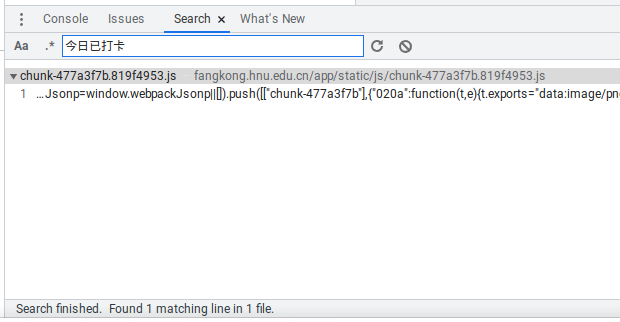 Console Issues Search What's New
Aa .* 今日已打卡
chunk-477a3f7b.819f4953.js — fangkong.hnu.edu.cn/app/static/js/chunk-477a3f7b.819f4953.js
1 …Jsonp=window.webpackJsonp||[]).push([["chunk-477a3f7b"],{"020a":function(t,e){t.exports="data:image/pn
Search finished. Found 1 matching line in 1 file.